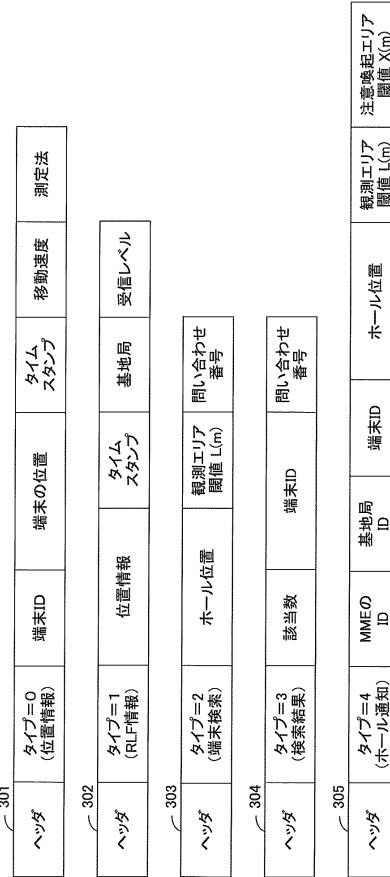 301
ヘッダ
タイプ=0
(位置情報)
端末ID
端末の位置
タイム
スタンプ
移動速度
測定法
302
ヘッダ
タイプ=1
(RLF情報)
位置情報
タイム
スタンプ
基地局
受信レベル
303
ヘッダ
タイプ=2
(端末検索)
ホール位置
観測エリア
閾値 L(m)
問い合わせ
番号
304
ヘッダ
タイプ=3
(検索結果)
該当数
端末ID
問い合わせ
番号
305
ヘッダ
タイプ=4
(ホール通知)
MMEの
ID
基地局
ID
端末ID
ホール位置
観測エリア
閾値 L(m)
注意喚起エリア
閾値 X(m)